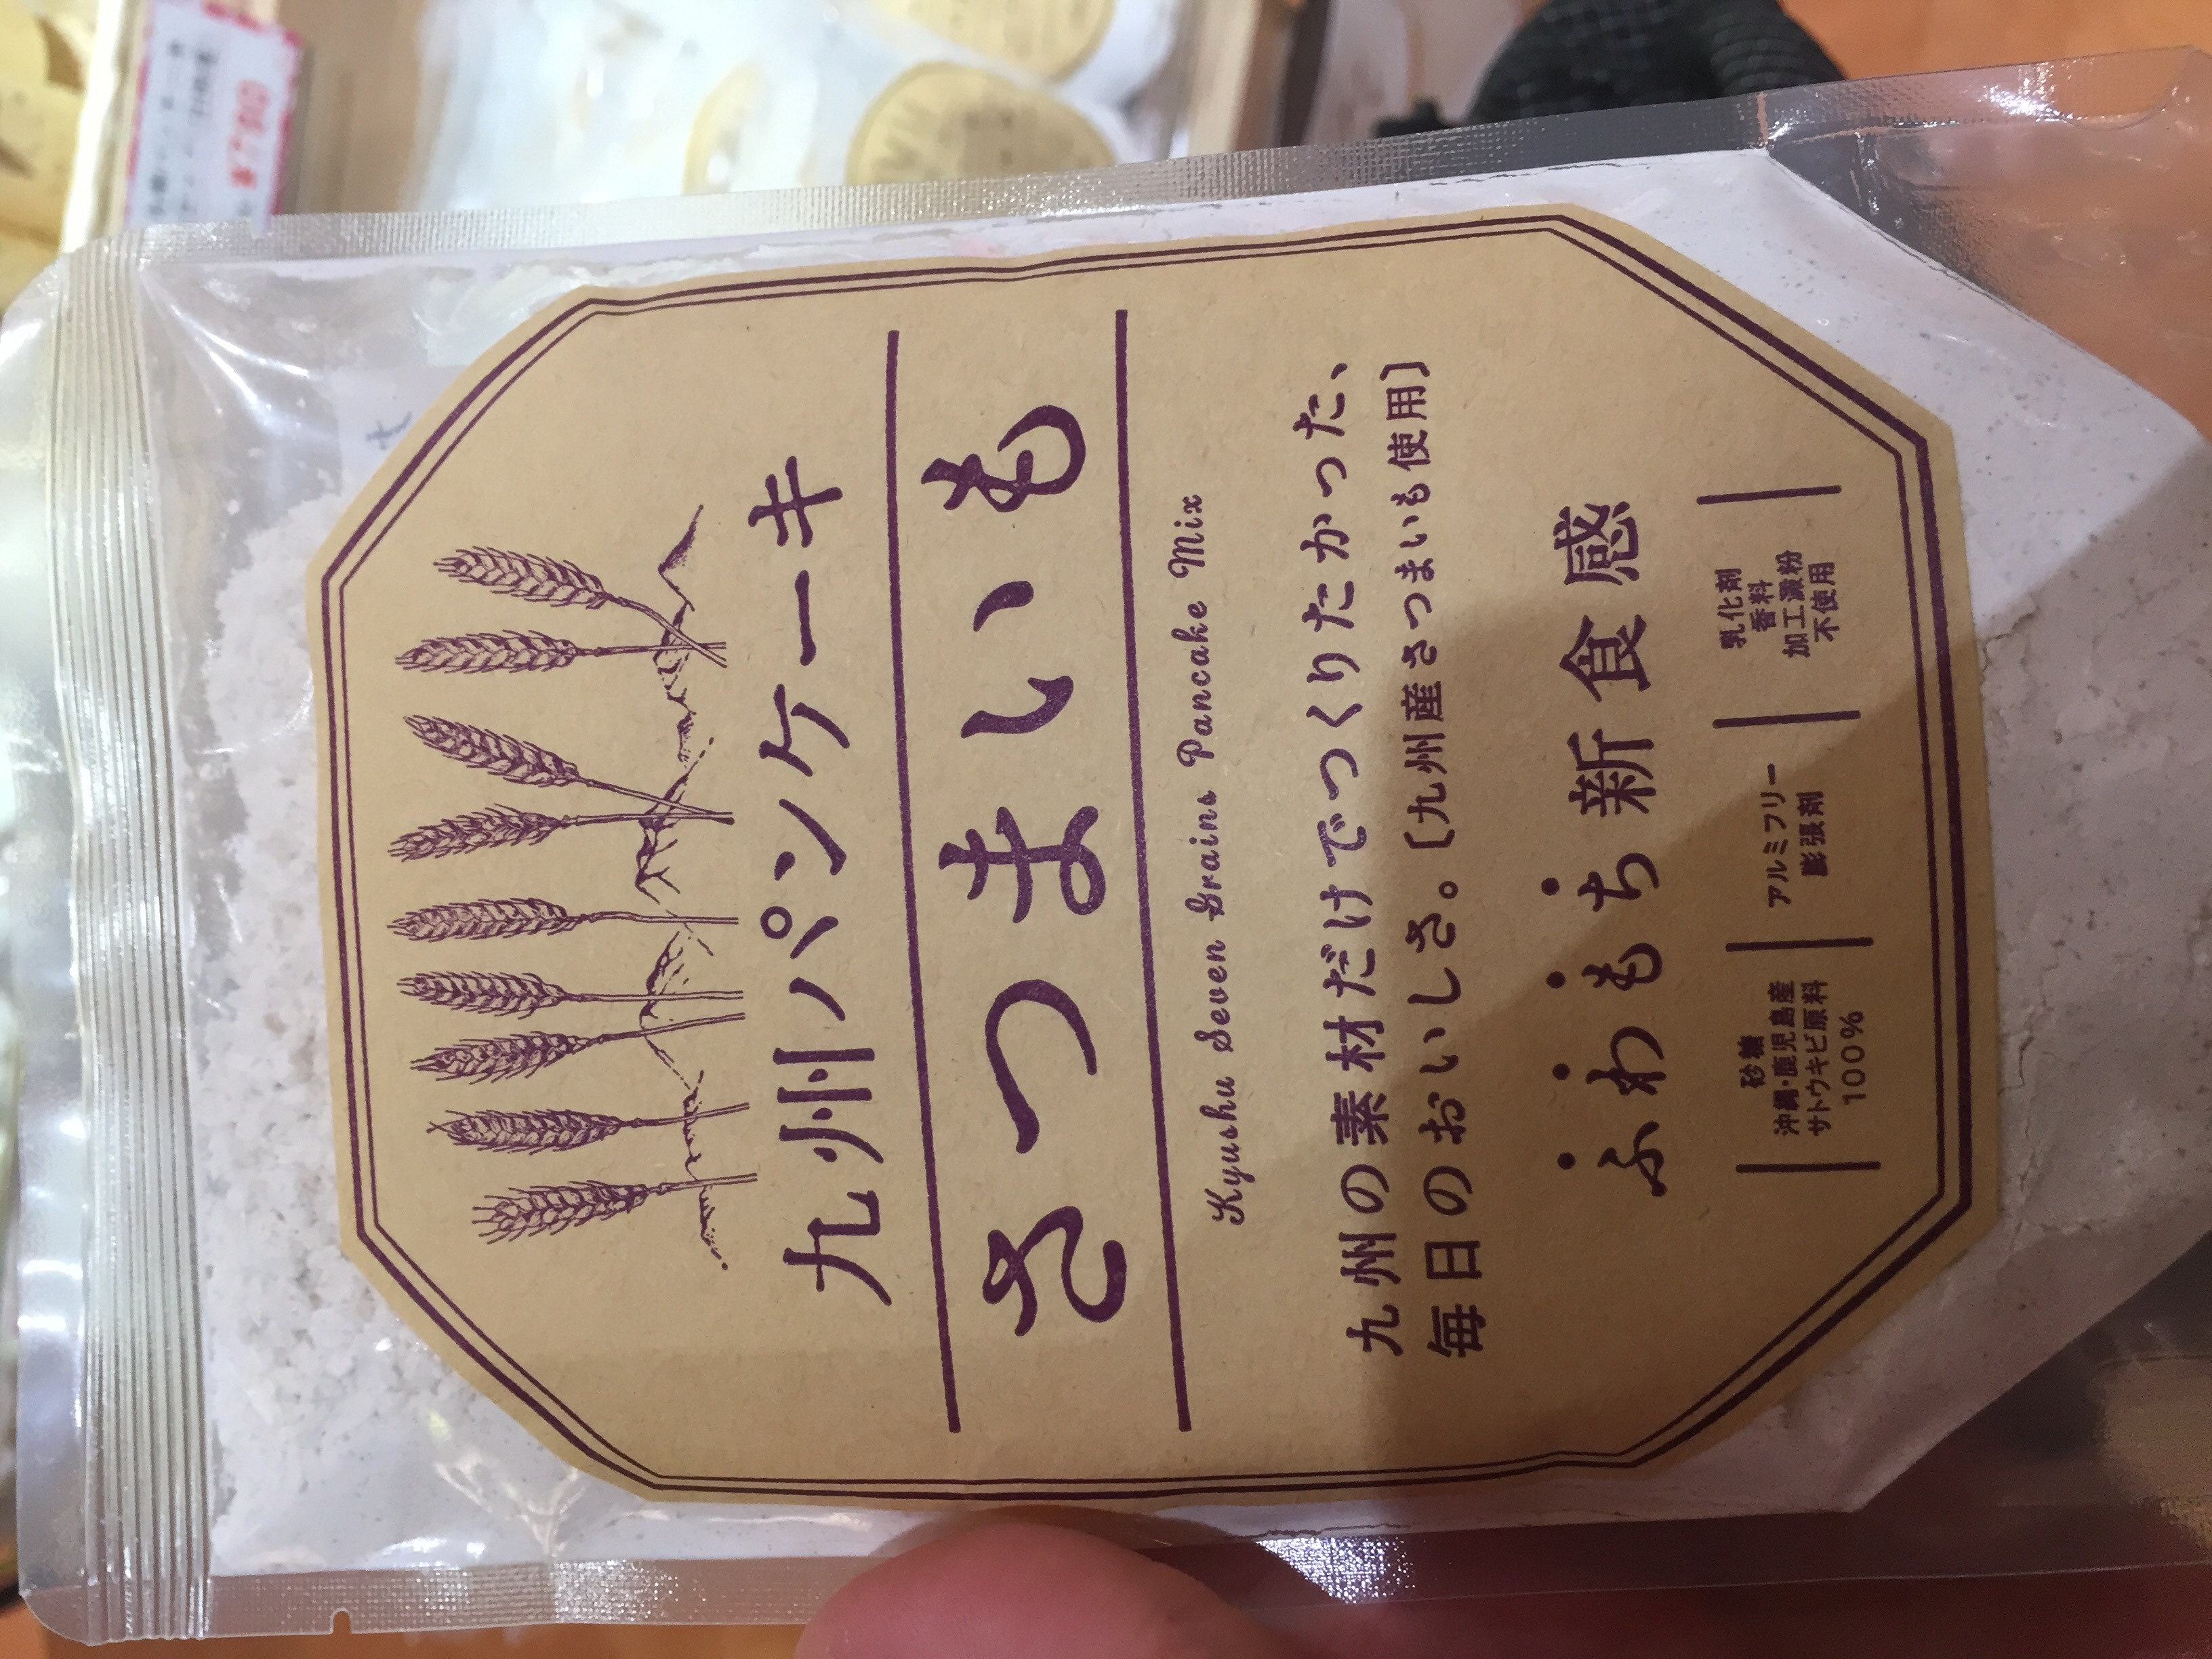 九州パンケーキ
さつまいも
Kyushu Seven Grains Pancake Mix
九州の素材だけでつくりたかった、
毎日のおいしさ。〔九州産さつまいも使用〕
ふわもち新食感
砂糖
沖縄・鹿児島産
サトウキビ原料
100%
アルミフリー
膨張剤
乳化剤
香料
加工澱粉
不使用